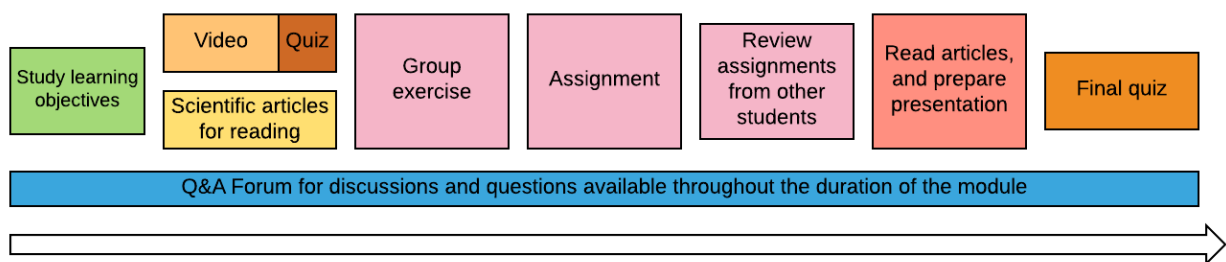 Study learning
objectives
Video
Quiz
Scientific articles
for reading
Group
exercise
Assignment
Review
assignments
from other
students
Read articles,
and prepare
presentation
Final quiz
Q&A Forum for discussions and questions available throughout the duration of the module